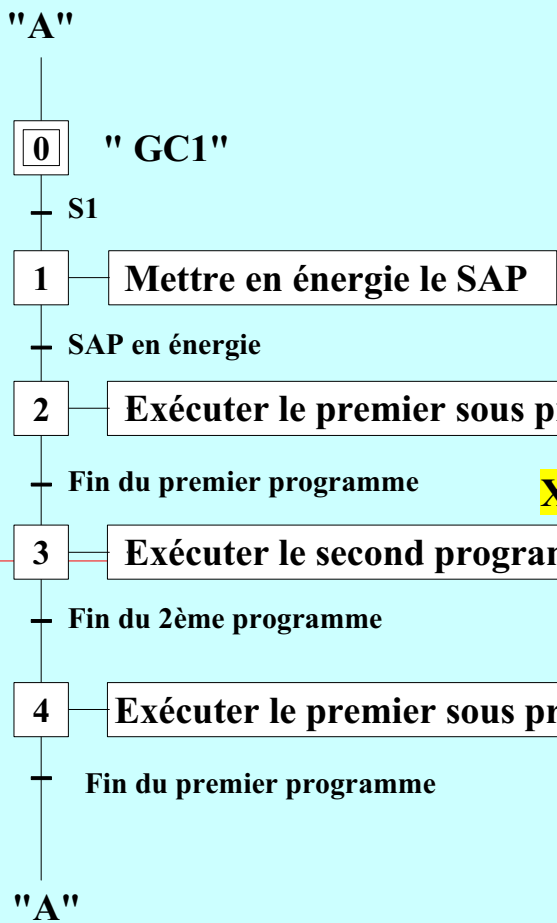 "A"
0 " GC1"
S1
1 Mettre en énergie le SAP
SAP en énergie
2 Exécuter le premier sous
Fin du premier programme
X
3 Exécuter le second
Fin du 2ème programme
4 Exécuter le premier sous
Fin du premier programme
"A"